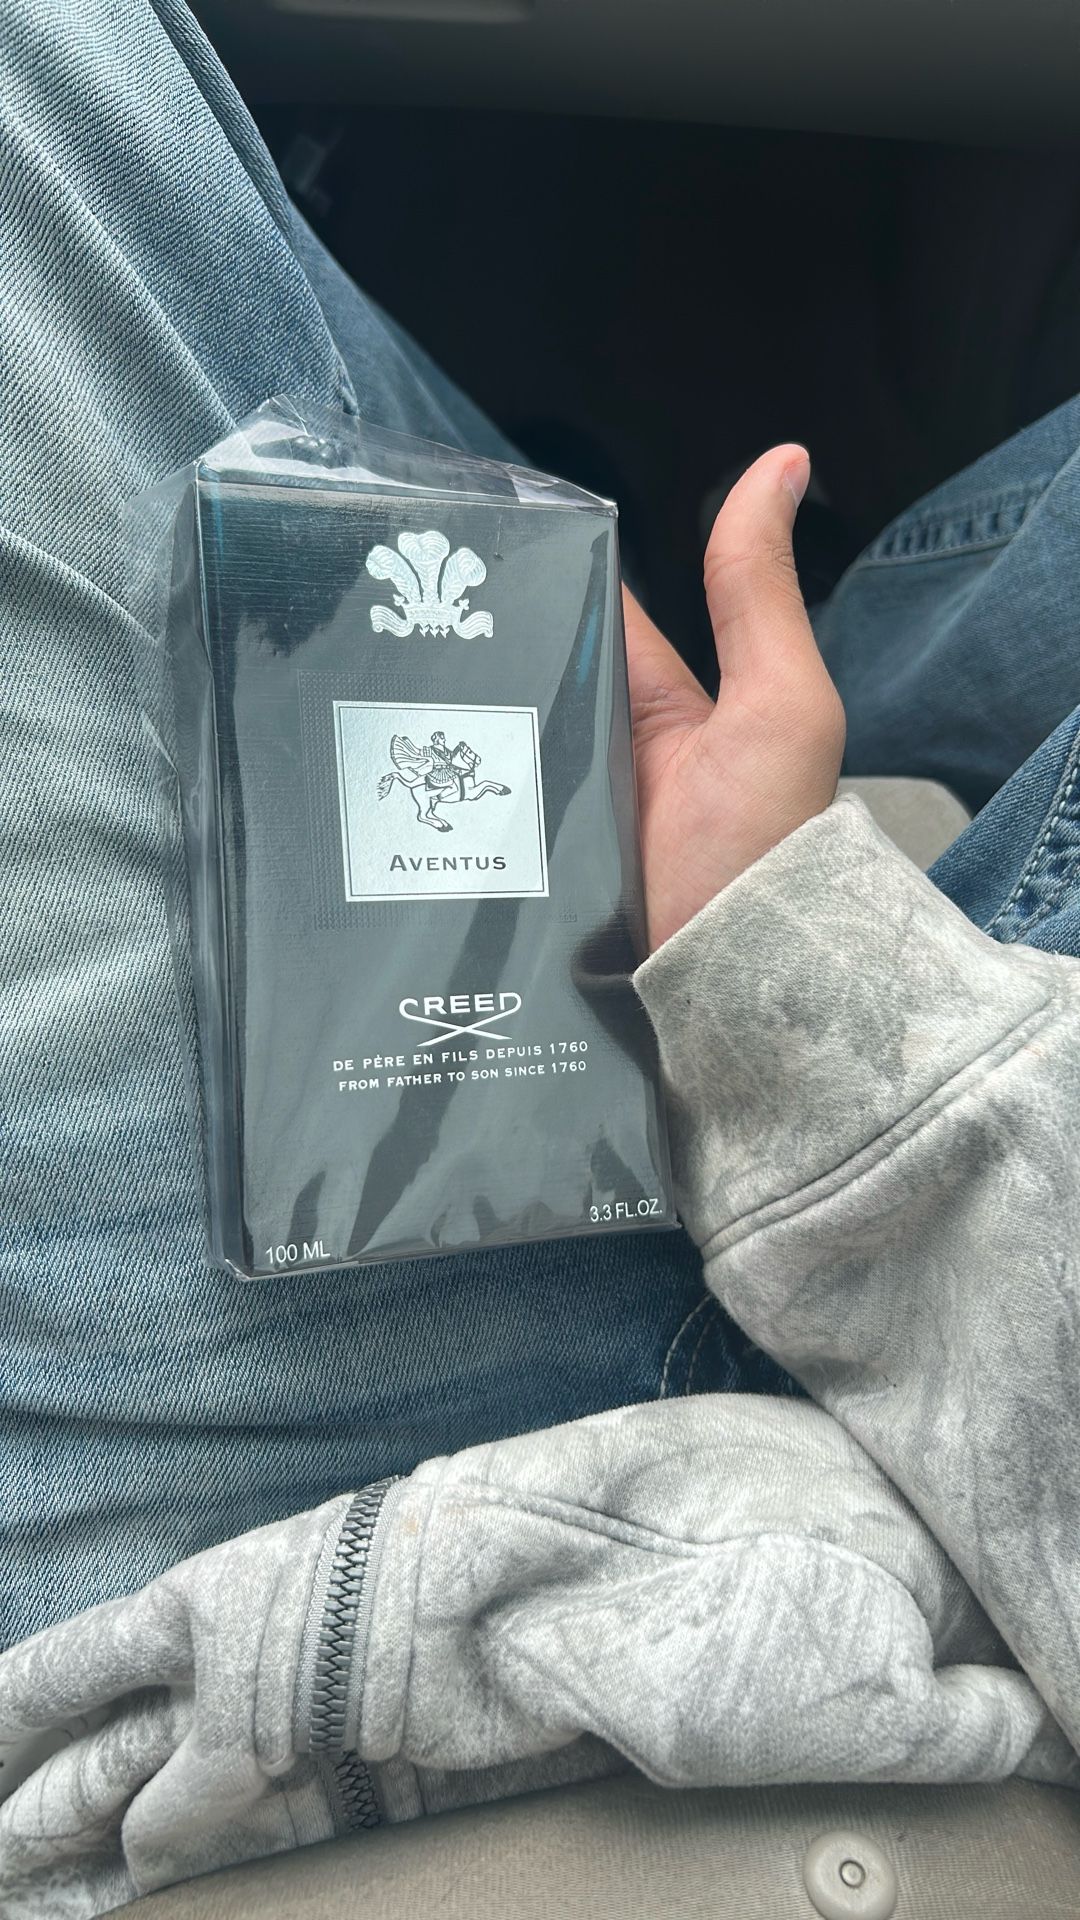 AVENTUS
CREED
DE PÈRE EN FILS DEPUIS 1760
FROM FATHER TO SON SINCE 1760
3.3 FL.OZ.
100 ML